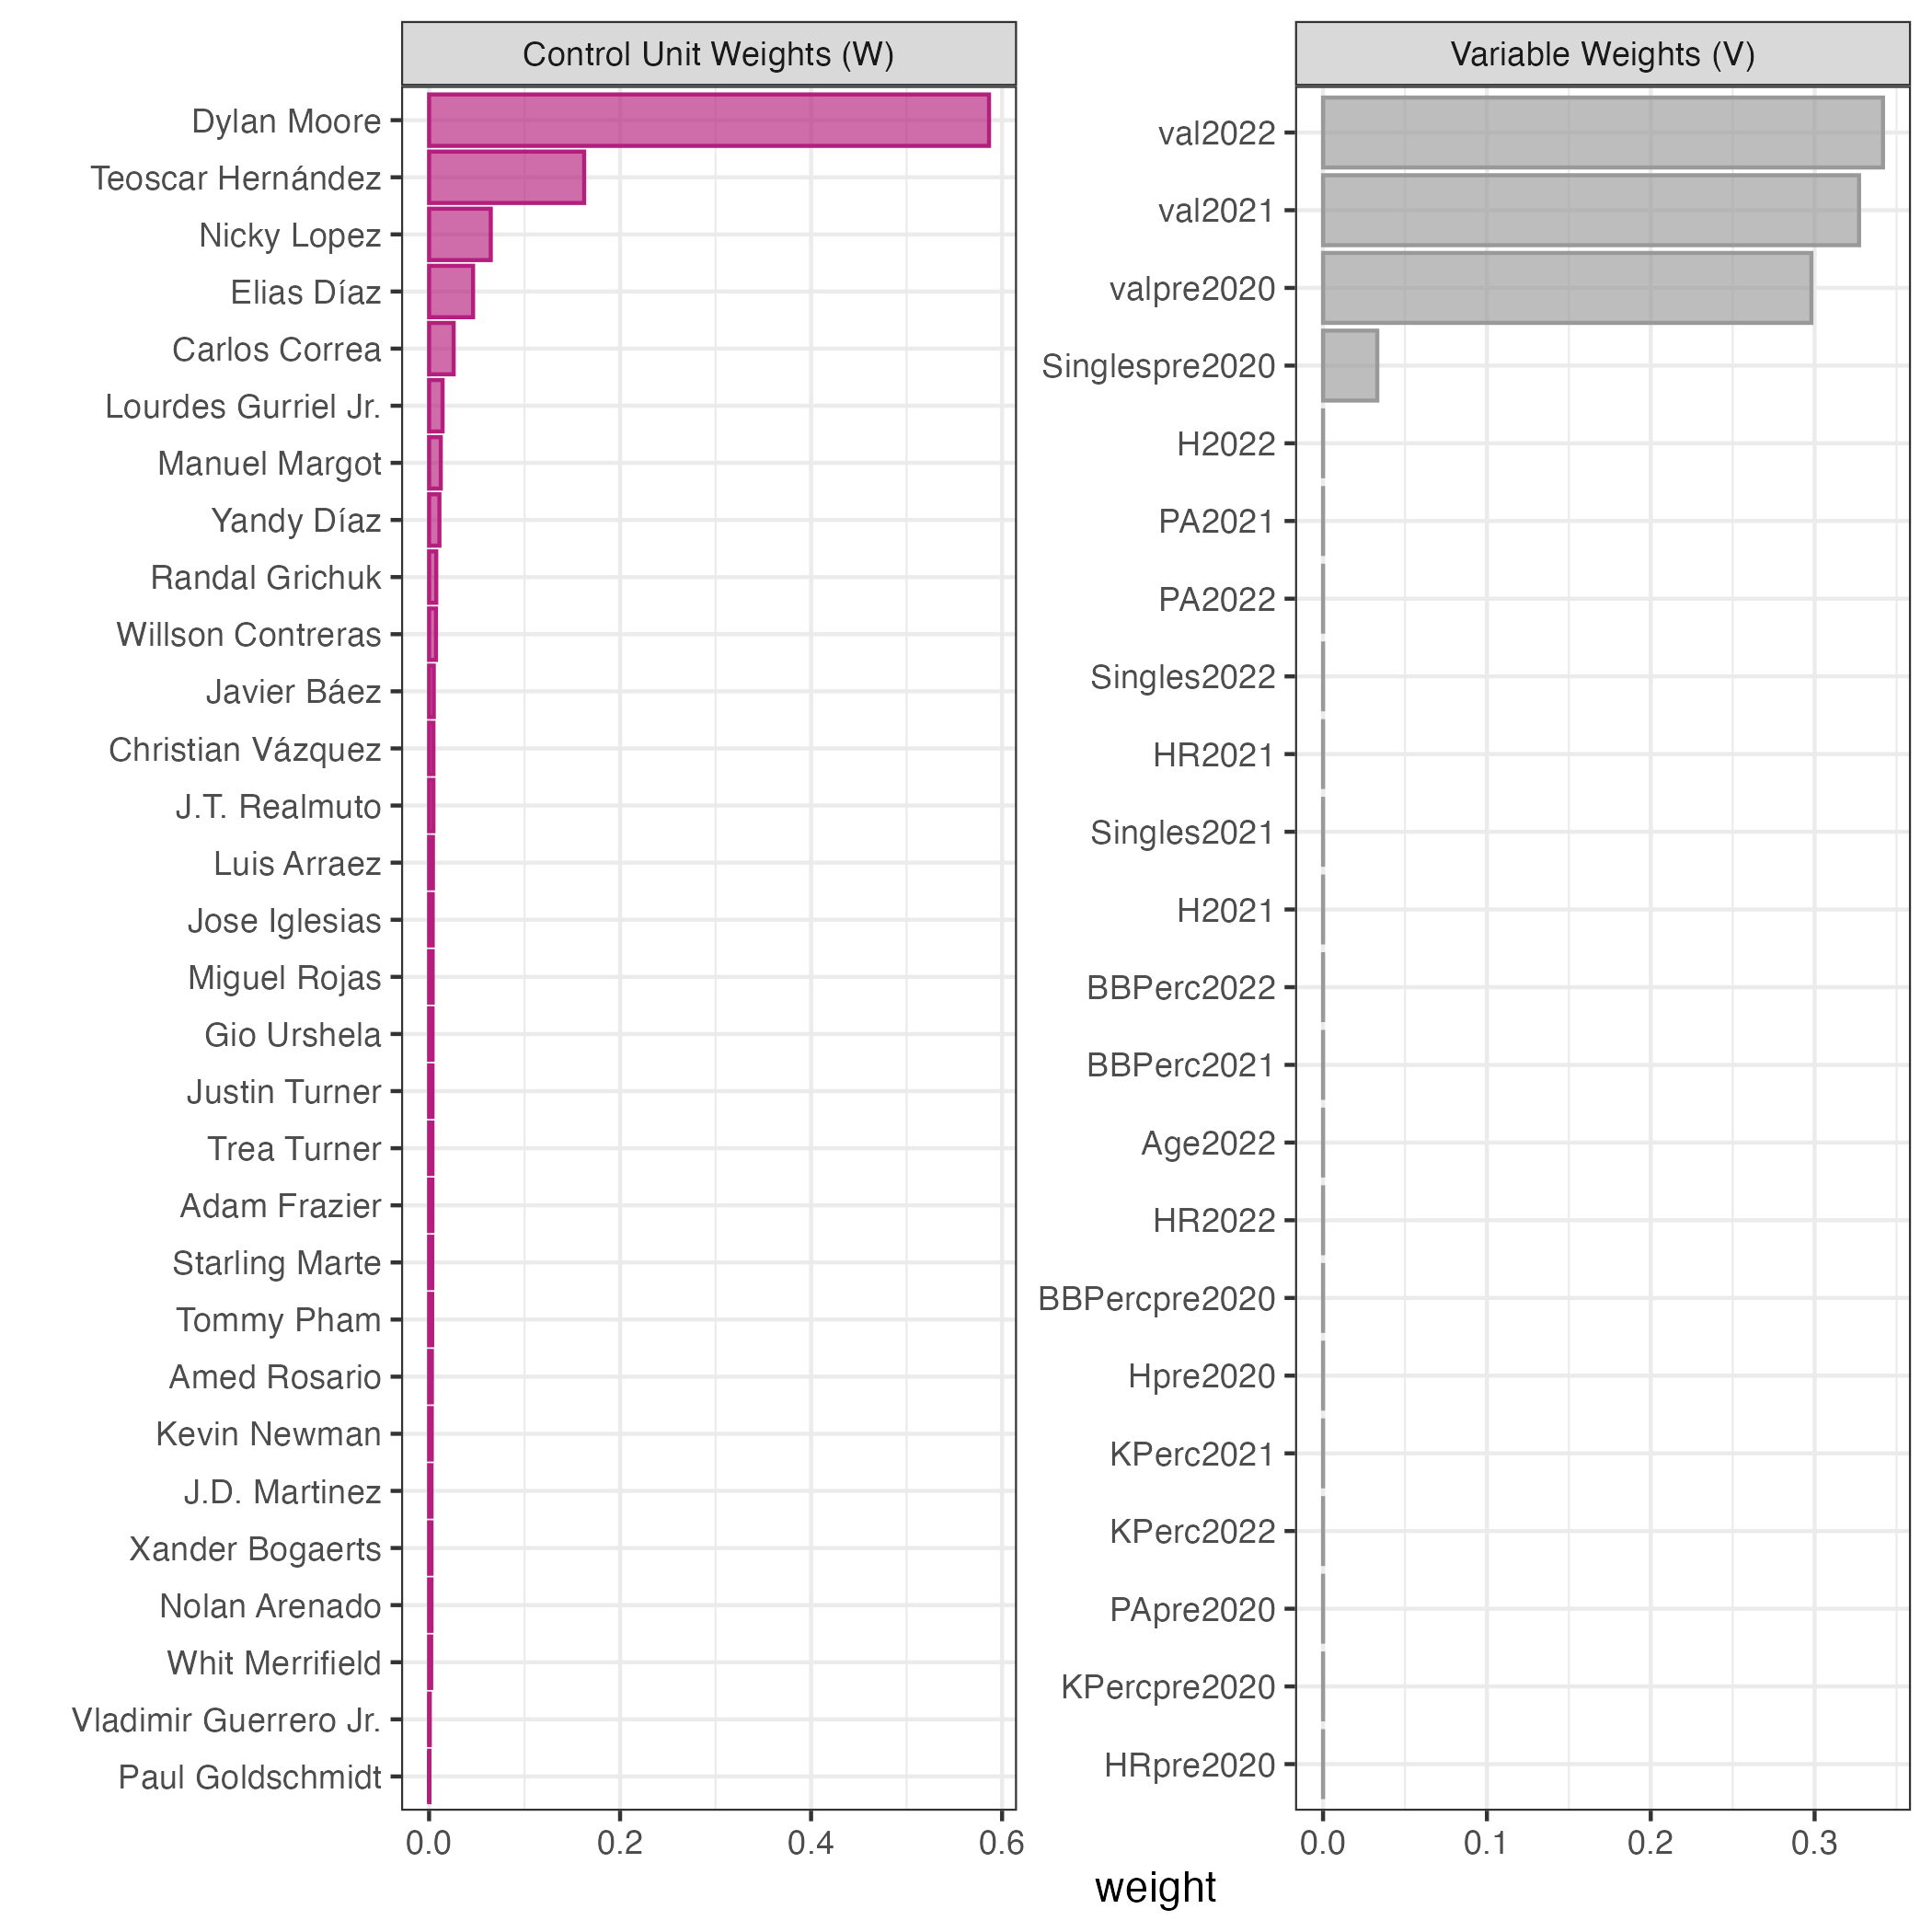 Control Unit Weights (W)
Dylan Moore
Teoscar Hernández
Nicky Lopez
Elias Díaz
Carlos Correa
Lourdes Gurriel Jr.
Manuel Margot
Yandy Díaz
Randal Grichuk
Willson Contreras
Javier Báez
Christian Vázquez
J.T. Realmuto
Luis Arraez
Jose Iglesias
Miguel Rojas
Gio Urshela
Justin Turner
Trea Turner
Adam Frazier
Starling Marte
Tommy Pham
Amed Rosario
Kevin Newman
J.D. Martinez
Xander Bogaerts
Nolan Arenado
Whit Merrifield
Vladimir Guerrero Jr.
Paul Goldschmidt
0.0 0.2 0.4 0.6
Variable Weights (V)
val2022
val2021
valpre2020
Singlespre2020
H2022
PA2021
PA2022
Singles2022
HR2021
Singles2021
H2021
BBPerc2022
BBPerc2021
Age2022
HR2022
BBPercpre2020
Hpre2020
KPerc2021
KPerc2022
PApre2020
KPercpre2020
HRpre2020
0.0 0.1 0.2 0.3
weight